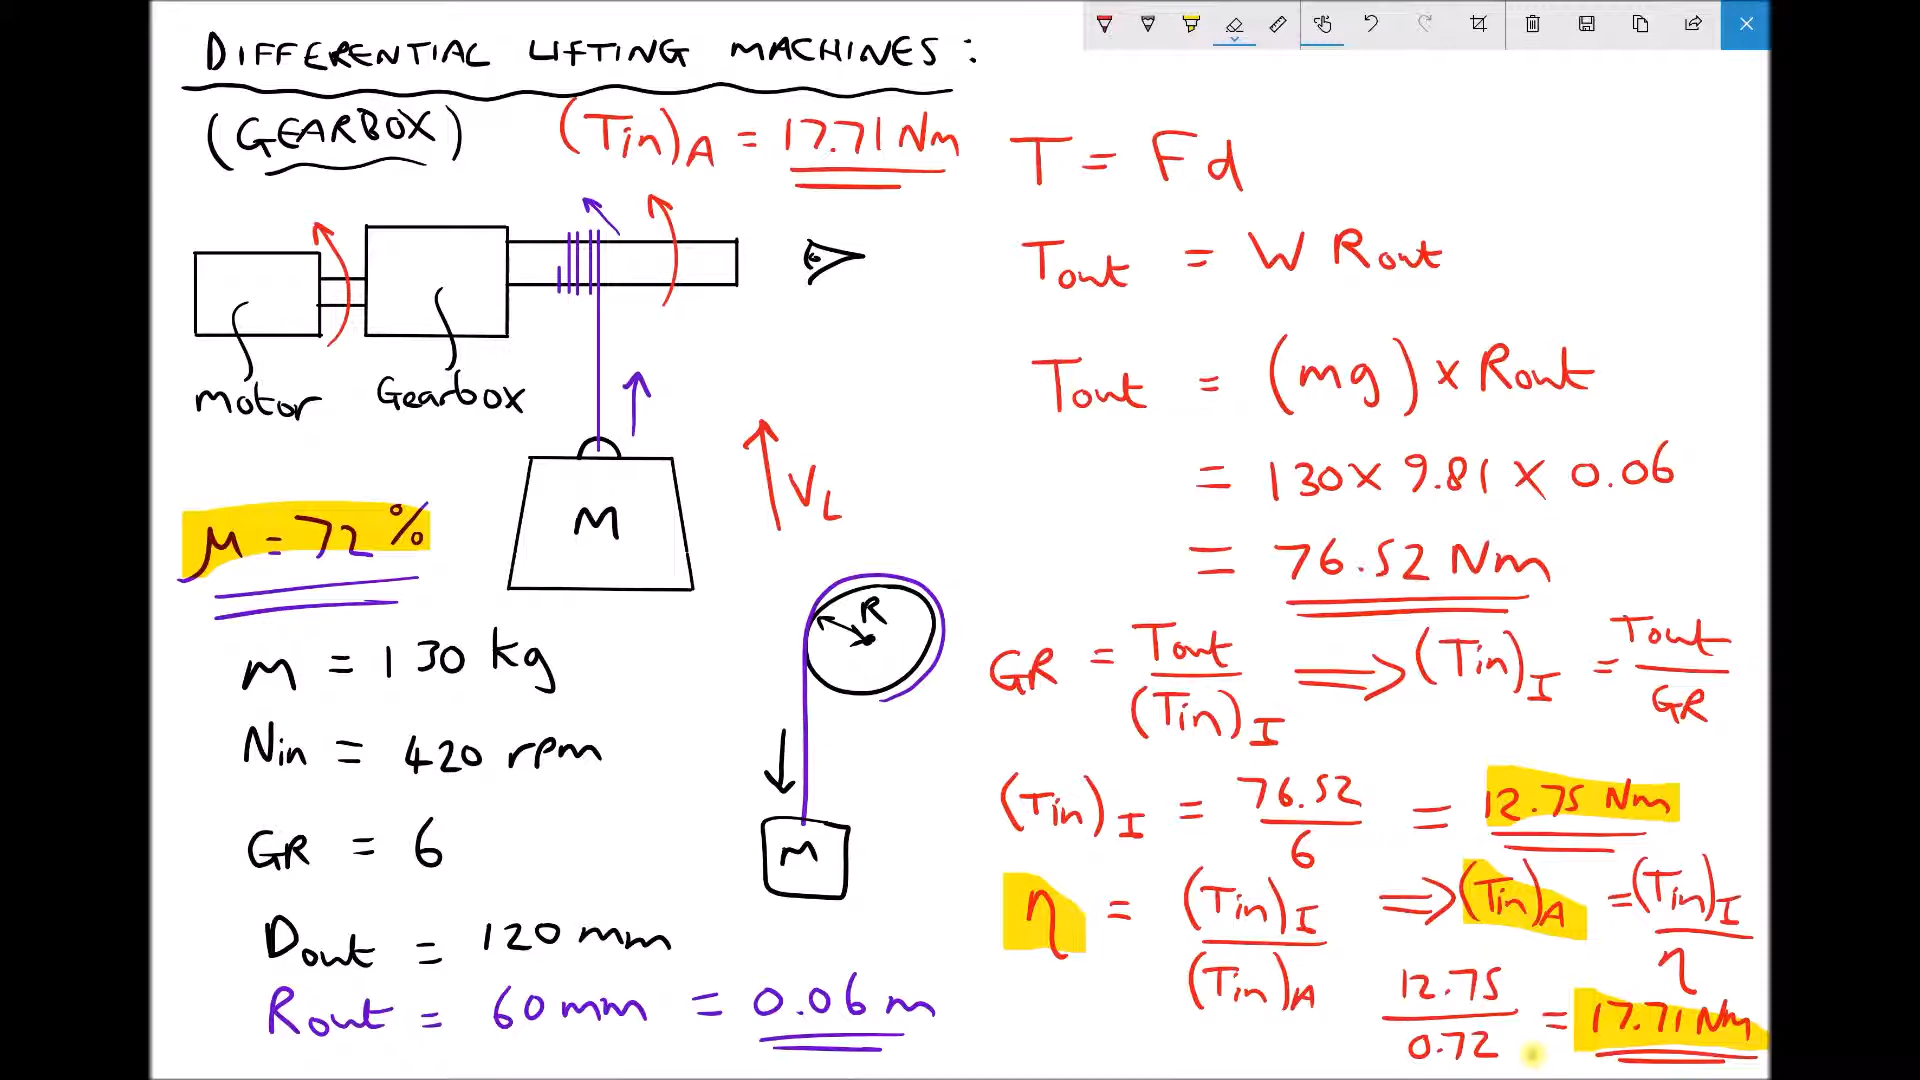 DIFFERENTIAL LIFTING MACHINES:
(GEARBOX)
(Tin)A = 17.71 Nm
motor
Gearbox
M
VL
μ = 72 %
R
M
m = 130 kg
Nin = 420 rpm
GR = 6
Dout = 120 mm
Rout = 60 mm = 0.06 m
T = Fd
Tout = W Rout
Tout = (mg) × Rout
= 130 × 9.81 × 0.06
= 76.52 Nm
GR = Tout / (Tin)I ⟹ (Tin)I = Tout / GR
(Tin)I = 76.52 / 6 = 12.75 Nm
η = (Tin)I / (Tin)A ⟹ (Tin)A = (Tin)I / η
12.75 / 0.72 = 17.71 Nm